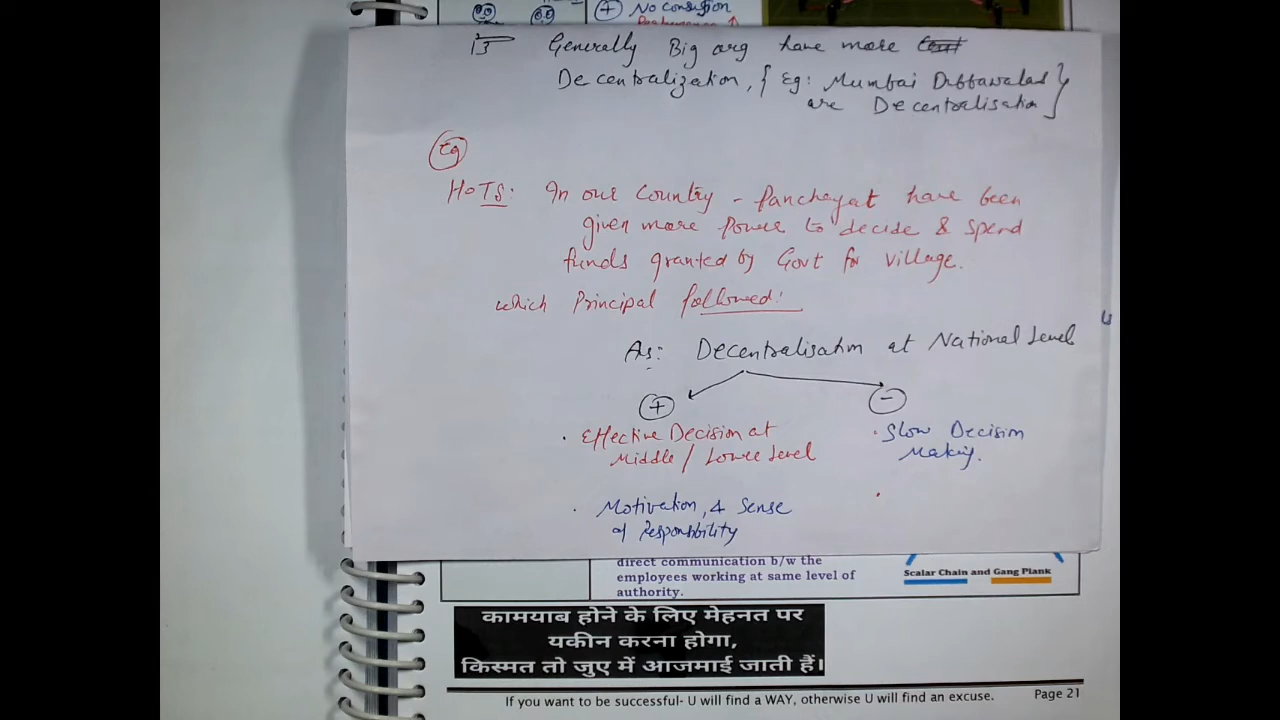 No confusion
Generally Big org have more
Decentralization, { Eg: Mumbai Dabbawalas }
are Decentralisation
Eg
HOTS: In our Country - Panchayat have been
given more Power to decide & spend
funds granted by Govt for village.
which Principal followed:
As: Decentralisation at National Level
+ -
• Effective Decision at
Middle / Lower Level
• Slow Decision
Making.
• Motivation, & Sense
of Responsibility
direct communication b/w the
employees working at same level of
authority.
Scalar Chain and Gang Plank
कामयाब होने के लिए मेहनत पर
यकीन करना होगा,
किस्मत तो जुए में आजमाई जाती हैं।
If you want to be successful- U will find a WAY, otherwise U will find an excuse. Page 21